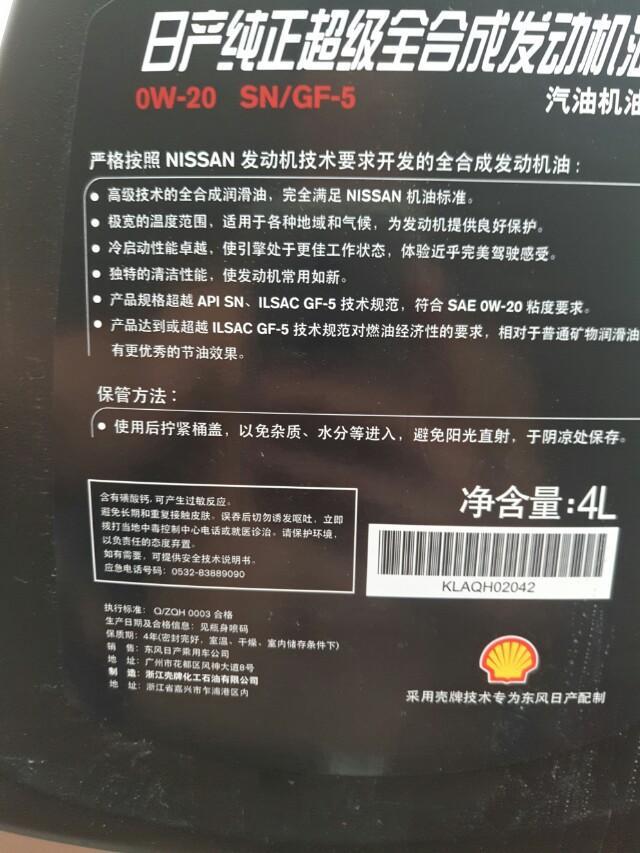 日产纯正超级全合成发动机
0W-20 SN/GF-5
汽油机油
严格按照 NISSAN 发动机技术要求开发的全合成发动机油：
● 高级技术的全合成润滑油，完全满足 NISSAN 机油标准。
● 极宽的温度范围，适用于各种地域和气候，为发动机提供良好保护。
● 冷启动性能卓越，使引擎处于更佳工作状态，体验近乎完美驾驶感受。
● 独特的清洁性能，使发动机常用如新。
● 产品规格超越 API SN、ILSAC GF-5 技术规范，符合 SAE 0W-20 粘度要求。
● 产品达到或超越 ILSAC GF-5 技术规范对燃油经济性的要求，相对于普通矿物润滑油
有更优秀的节油效果。
保管方法：
● 使用后拧紧桶盖，以免杂质、水分等进入，避免阳光直射，于阴凉处保存。
含有磺酸钙，可产生过敏反应。
避免长期和重复接触皮肤。误吞后切勿诱发呕吐，立即
拨打当地中毒控制中心电话或就医诊治。请保护环境，
以负责任的态度弃置。
如有需要，可提供安全技术说明书。
应急电话号码：0532-83889090
净含量:4L
KLAQH02042
执行标准：Q/ZQH 0003 合格
生产日期及合格信息：见瓶身喷码
保质期：4年(密封完好，室温、干燥、室内储存条件下)
销 售：东风日产乘用车公司
地 址：广州市花都区风神大道8号
制 造：浙江壳牌化工石油有限公司
地 址：浙江省嘉兴市乍浦港区内
采用壳牌技术专为东风日产配制